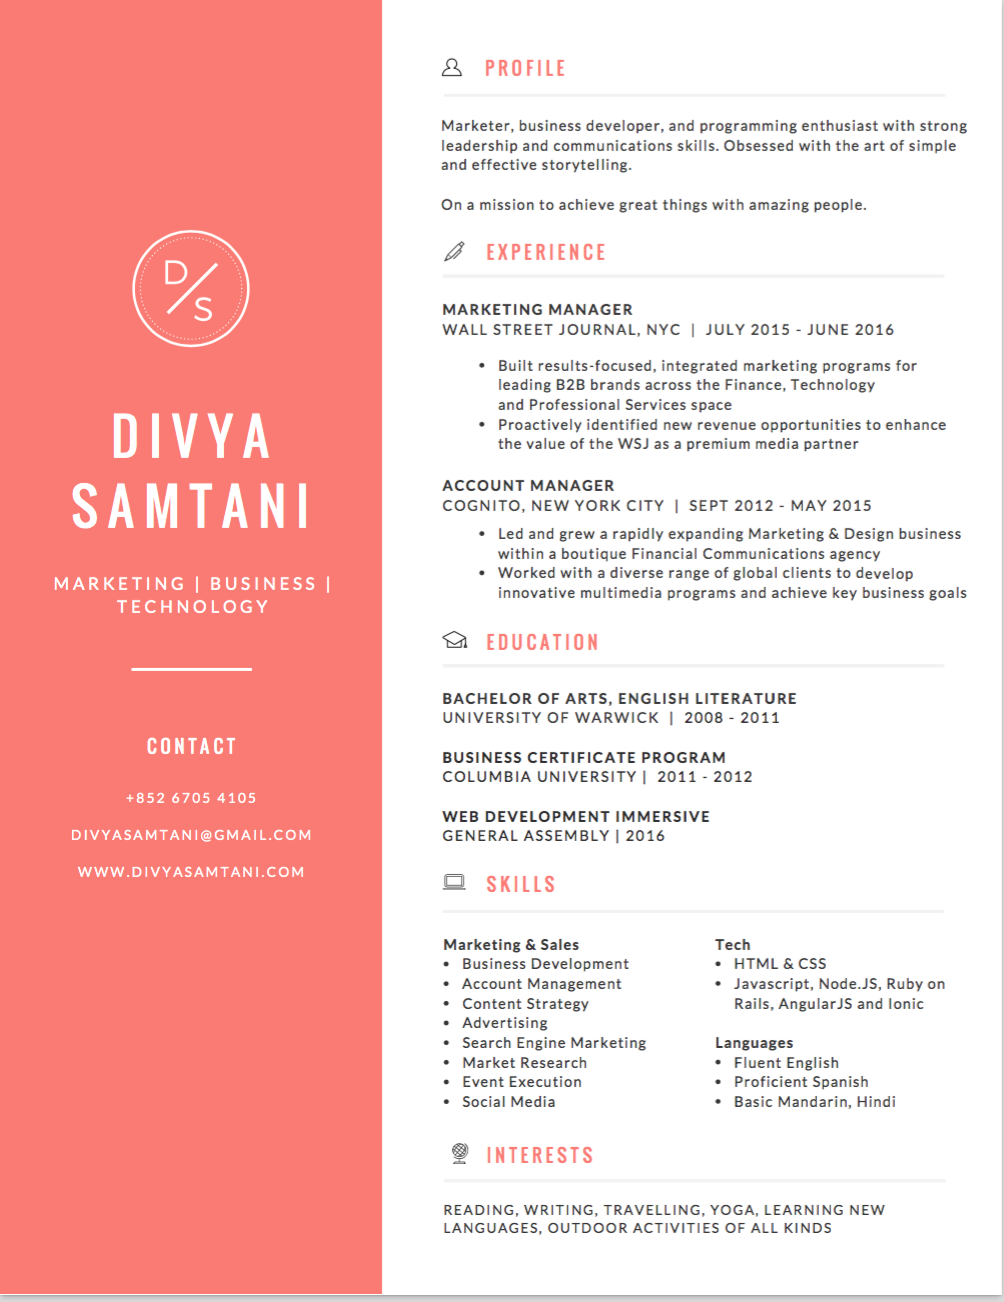 D
S
DIVYA
SAMTANI
MARKETING | BUSINESS |
TECHNOLOGY
CONTACT
+852 6705 4105
DIVYASAMTANI@GMAIL.COM
WWW.DIVYASAMTANI.COM
PROFILE
Marketer, business developer, and programming enthusiast with strong
leadership and communications skills. Obsessed with the art of simple
and effective storytelling.
On a mission to achieve great things with amazing people.
EXPERIENCE
MARKETING MANAGER
WALL STREET JOURNAL, NYC | JULY 2015 - JUNE 2016
• Built results-focused, integrated marketing programs for
leading B2B brands across the Finance, Technology
and Professional Services space
• Proactively identified new revenue opportunities to enhance
the value of the WSJ as a premium media partner
ACCOUNT MANAGER
COGNITO, NEW YORK CITY | SEPT 2012 - MAY 2015
• Led and grew a rapidly expanding Marketing & Design business
within a boutique Financial Communications agency
• Worked with a diverse range of global clients to develop
innovative multimedia programs and achieve key business goals
EDUCATION
BACHELOR OF ARTS, ENGLISH LITERATURE
UNIVERSITY OF WARWICK | 2008 - 2011
BUSINESS CERTIFICATE PROGRAM
COLUMBIA UNIVERSITY | 2011 - 2012
WEB DEVELOPMENT IMMERSIVE
GENERAL ASSEMBLY | 2016
SKILLS
Marketing & Sales
• Business Development
• Account Management
• Content Strategy
• Advertising
• Search Engine Marketing
• Market Research
• Event Execution
• Social Media
Tech
• HTML & CSS
• Javascript, Node.JS, Ruby on
Rails, AngularJS and Ionic
Languages
• Fluent English
• Proficient Spanish
• Basic Mandarin, Hindi
INTERESTS
READING, WRITING, TRAVELLING, YOGA, LEARNING NEW
LANGUAGES, OUTDOOR ACTIVITIES OF ALL KINDS